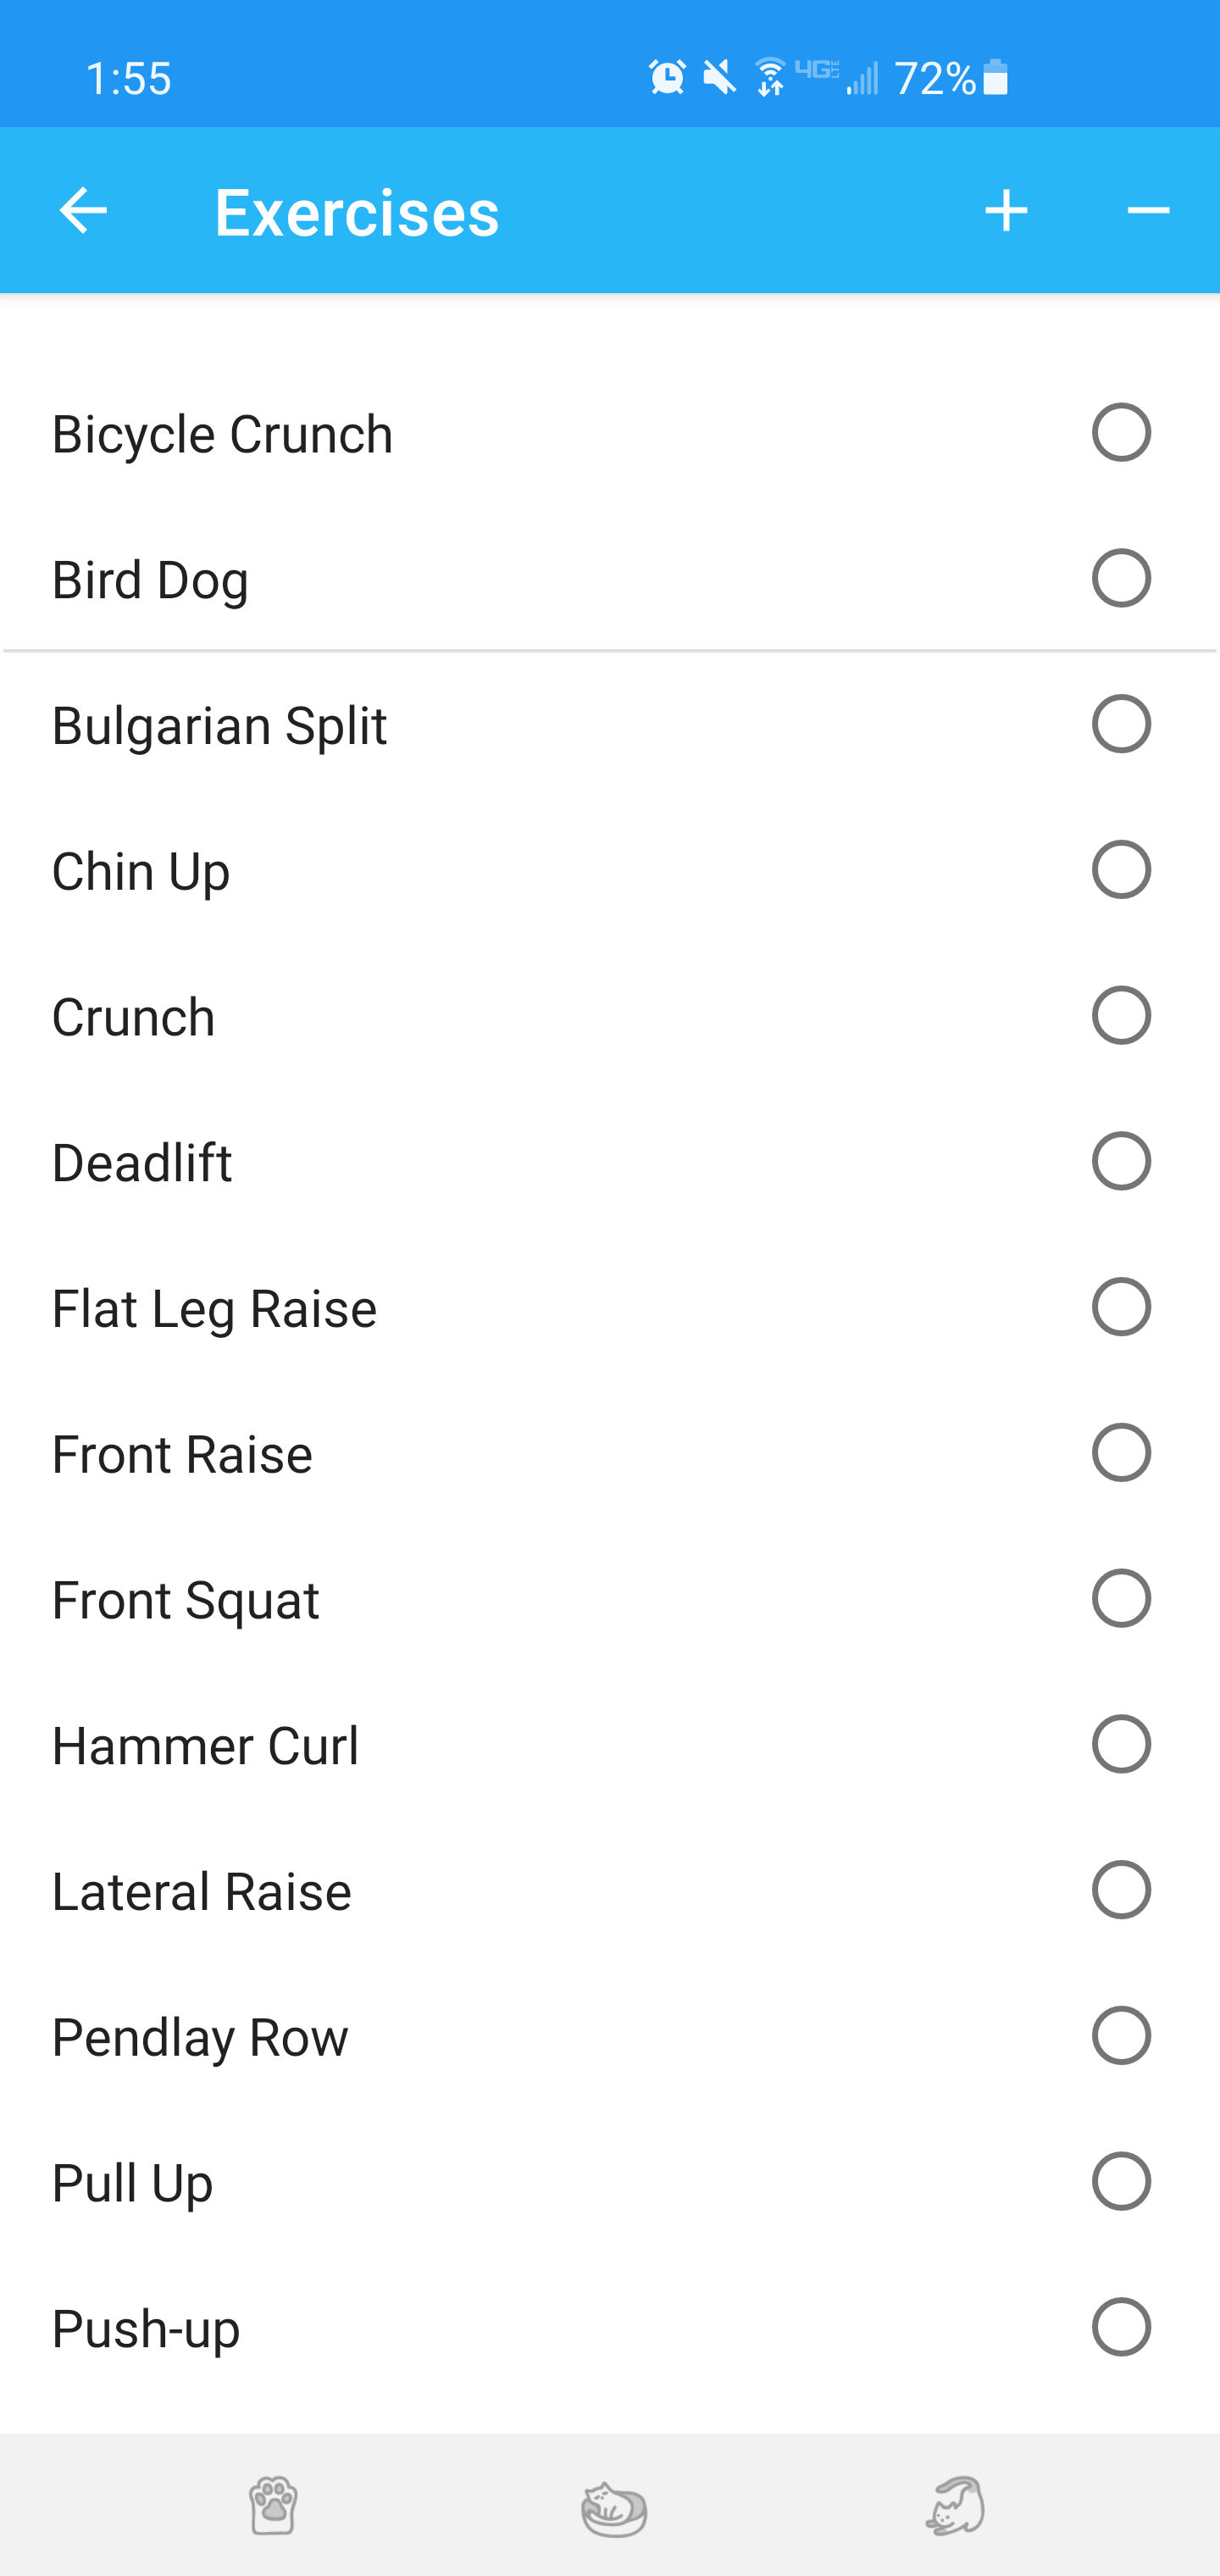 1:55 4G LTE 72%
Exercises
Bicycle Crunch
Bird Dog
Bulgarian Split
Chin Up
Crunch
Deadlift
Flat Leg Raise
Front Raise
Front Squat
Hammer Curl
Lateral Raise
Pendlay Row
Pull Up
Push-up